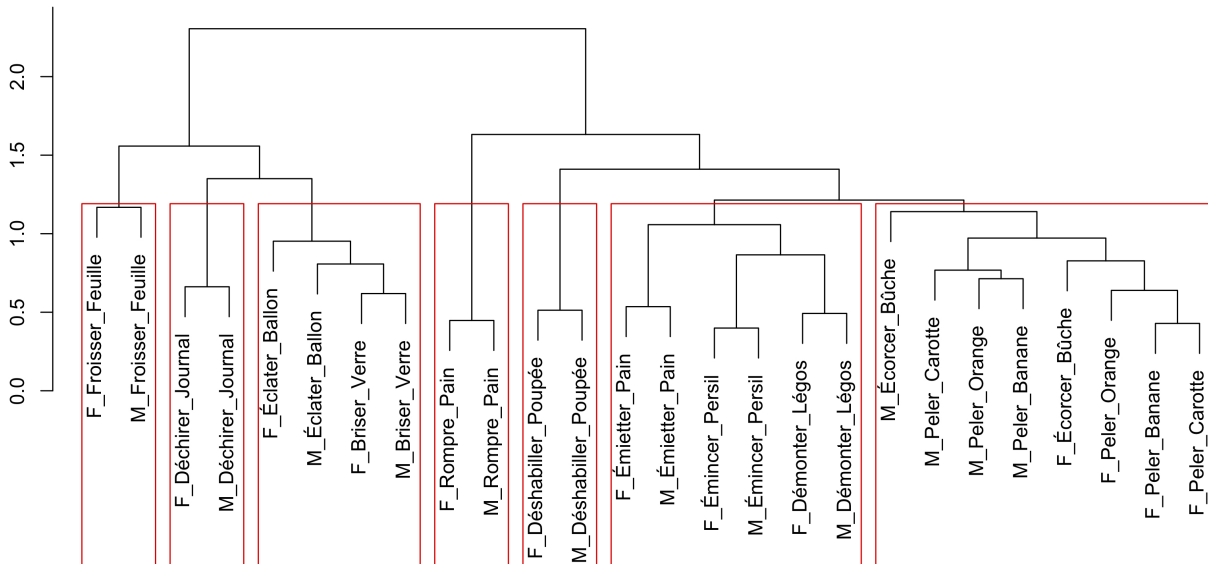 2.0
1.5
1.0
0.5
0.0
F_Froisser_Feuille
M_Froisser_Feuille
F_Déchirer_Journal
M_Déchirer_Journal
F_Éclater_Ballon
M_Éclater_Ballon
F_Briser_Verre
M_Briser_Verre
F_Rompre_Pain
M_Rompre_Pain
F_Déshabiller_Poupée
M_Déshabiller_Poupée
F_Émietter_Pain
M_Émietter_Pain
F_Émincer_Persil
M_Émincer_Persil
F_Démonter_Légos
M_Démonter_Légos
M_Écorcer_Bûche
M_Peler_Carotte
M_Peler_Orange
M_Peler_Banane
F_Écorcer_Bûche
F_Peler_Orange
F_Peler_Banane
F_Peler_Carotte